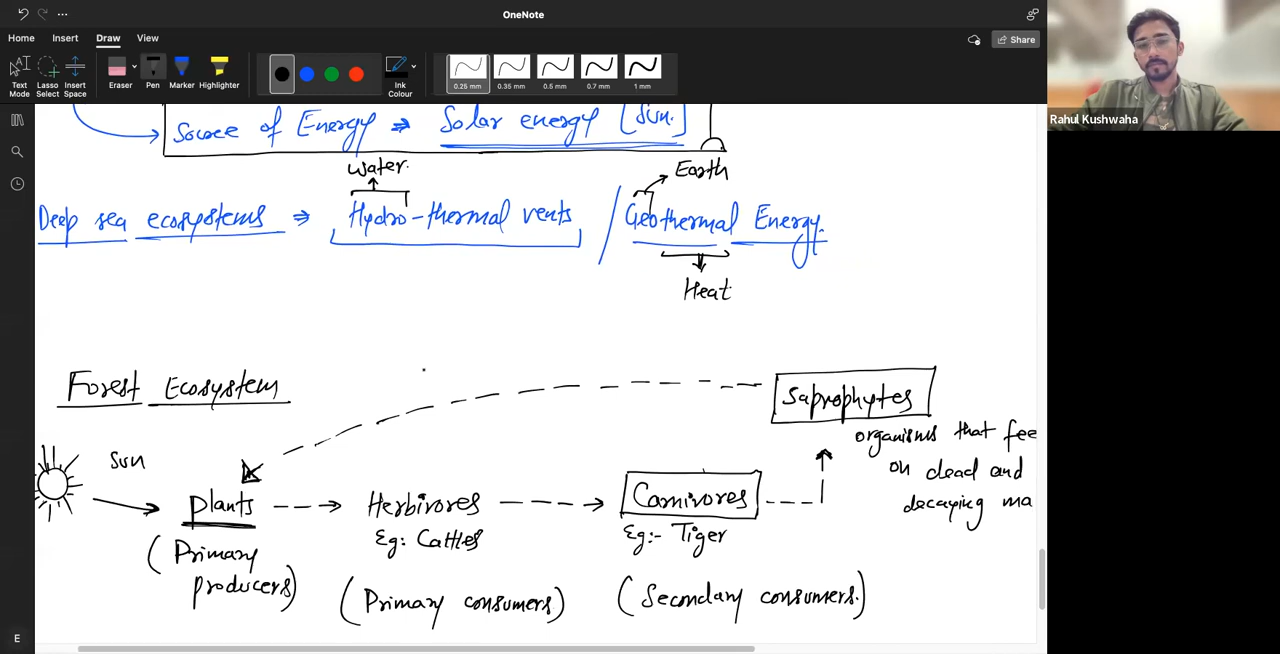 OneNote
Home Insert Draw View
Share
Text Mode
Lasso Select
Insert Space
Eraser
Pen
Marker
Highlighter
Ink Colour
0.25 mm
0.35 mm
0.5 mm
0.7 mm
1 mm
Rahul Kushwaha
Source of Energy ⇒ Solar energy [Sun.]
Water.
Earth
Deep sea ecosystems ⇒ Hydro-thermal vents / Geothermal Energy.
Heat
Forest Ecosystem
Saprophytes
organisms that fee
on dead and
decaying ma
Sun
Plants
Herbivores
Carnivores
Eg: Cattles
Eg:- Tiger
(Primary
producers)
(Primary consumers)
(Secondary consumers.)
E